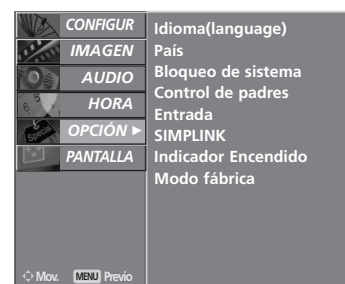 CONFIGUR
IMAGEN
AUDIO
HORA
Special
OPCIÓN ►
PANTALLA
Mov. MENU Previo
Idioma(language)
País
Bloqueo de sistema
Control de padres
Entrada
SIMPLINK
Indicador Encendido
Modo fábrica